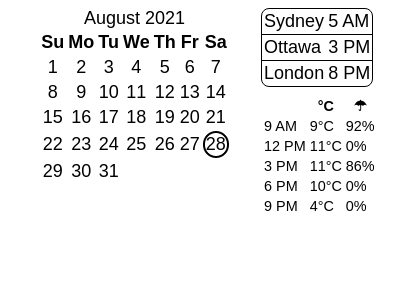 August 2021
Su Mo Tu We Th Fr Sa
1 2 3 4 5 6 7
8 9 10 11 12 13 14
15 16 17 18 19 20 21
22 23 24 25 26 27 28
29 30 31
Sydney 5 AM
Ottawa 3 PM
London 8 PM
°C ☂
9 AM 9°C 92%
12 PM 11°C 0%
3 PM 11°C 86%
6 PM 10°C 0%
9 PM 4°C 0%